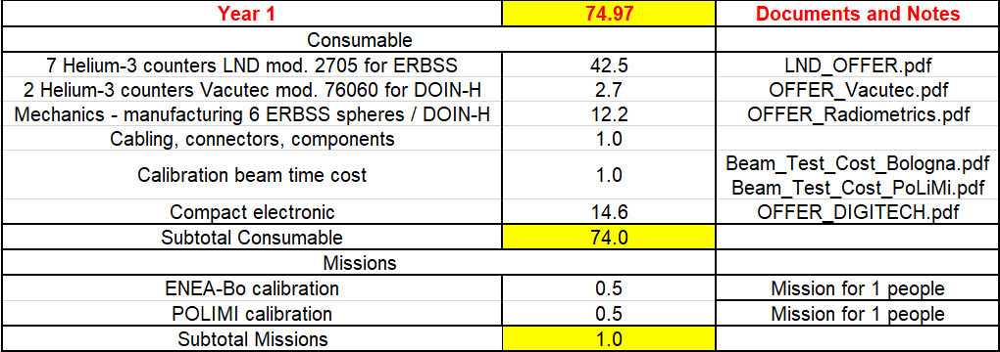 Year 1 74.97 Documents and Notes
Consumable
7 Helium-3 counters LND mod. 2705 for ERBSS 42.5 LND_OFFER.pdf
2 Helium-3 counters Vacutec mod. 76060 for DOIN-H 2.7 OFFER_Vacutec.pdf
Mechanics - manufacturing 6 ERBSS spheres / DOIN-H 12.2 OFFER_Radiometrics.pdf
Cabling, connectors, components 1.0
Calibration beam time cost 1.0 Beam_Test_Cost_Bologna.pdf
Beam_Test_Cost_PoLiMi.pdf
Compact electronic 14.6 OFFER_DIGITECH.pdf
Subtotal Consumable 74.0
Missions
ENEA-Bo calibration 0.5 Mission for 1 people
POLIMI calibration 0.5 Mission for 1 people
Subtotal Missions 1.0